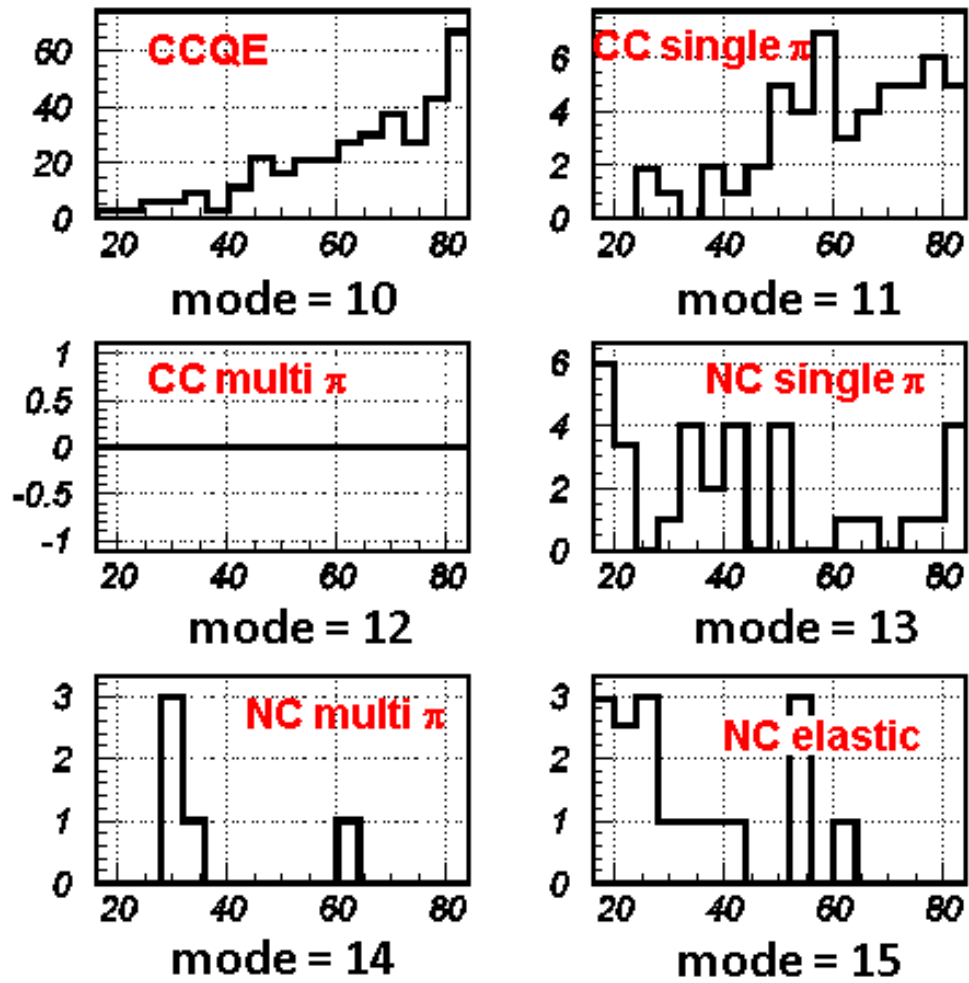 CCQE
60
40
20
0
20 40 60 80
mode = 10
CC single π
6
4
2
0
20 40 60 80
mode = 11
CC multi π
1
0.5
0
-0.5
-1
20 40 60 80
mode = 12
NC single π
6
4
2
0
20 40 60 80
mode = 13
NC multi π
3
2
1
0
20 40 60 80
mode = 14
NC elastic
3
2
1
0
20 40 60 80
mode = 15